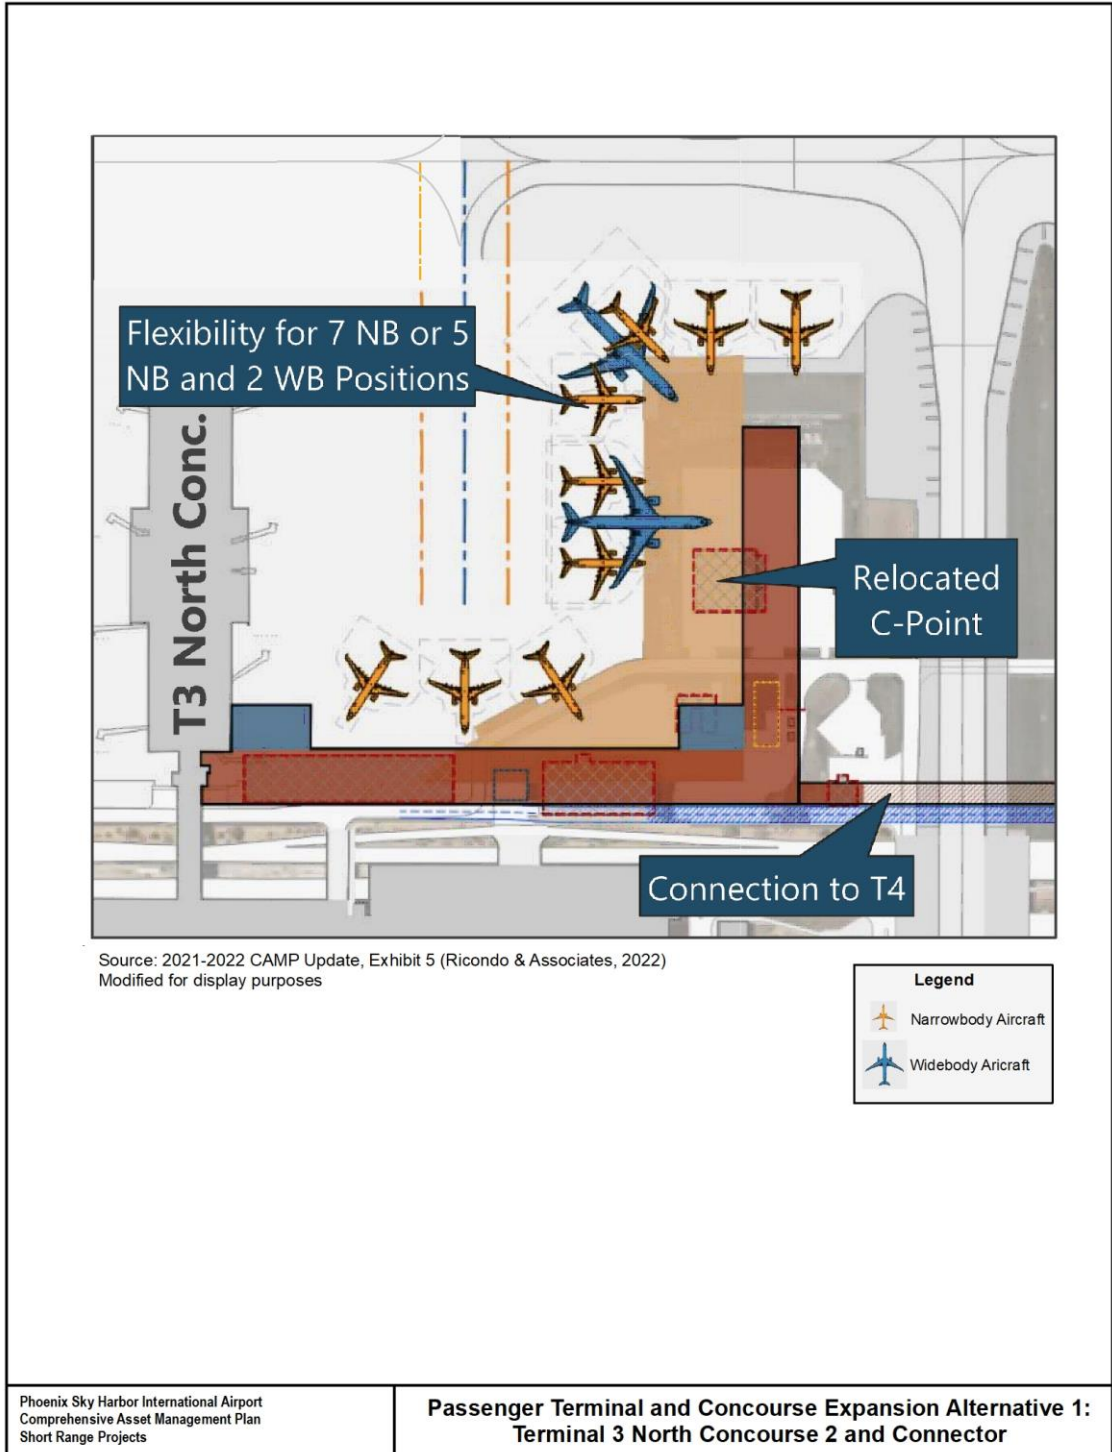 Flexibility for 7 NB or 5
NB and 2 WB Positions
T3 North Conc.
Relocated
C-Point
Connection to T4
Source: 2021-2022 CAMP Update, Exhibit 5 (Ricondo & Associates, 2022)
Modified for display purposes
Legend
Narrowbody Aircraft
Widebody Aricraft
Phoenix Sky Harbor International Airport
Comprehensive Asset Management Plan
Short Range Projects
Passenger Terminal and Concourse Expansion Alternative 1:
Terminal 3 North Concourse 2 and Connector